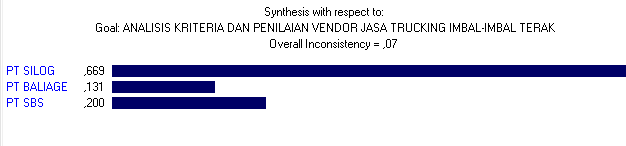 Synthesis with respect to:
Goal: ANALISIS KRITERIA DAN PENILAIAN VENDOR JASA TRUCKING IMBAL-IMBAL TERAK
Overall Inconsistency = ,07
PT SILOG ,669
PT BALIAGE ,131
PT SBS ,200